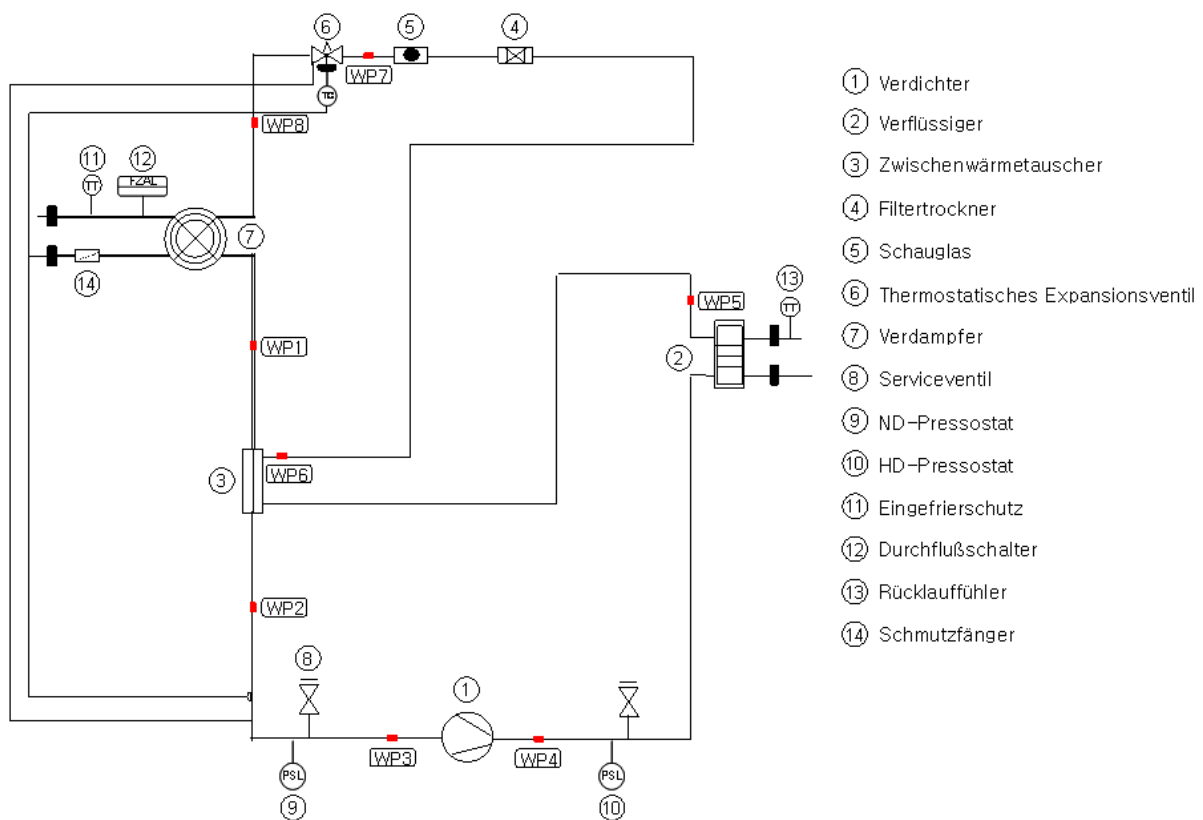 6
5
4
WP7
TC
WP8
11
12
TT
FZAL
7
14
WP1
3
WP6
WP5
13
TT
2
WP2
8
1
WP3
WP4
PSL
PSL
9
10
1 Verdichter
2 Verflüssiger
3 Zwischenwärmetauscher
4 Filtertrockner
5 Schauglas
6 Thermostatisches Expansionsventil
7 Verdampfer
8 Serviceventil
9 ND-Pressostat
10 HD-Pressostat
11 Eingefrierschutz
12 Durchflußschalter
13 Rücklauffühler
14 Schmutzfänger